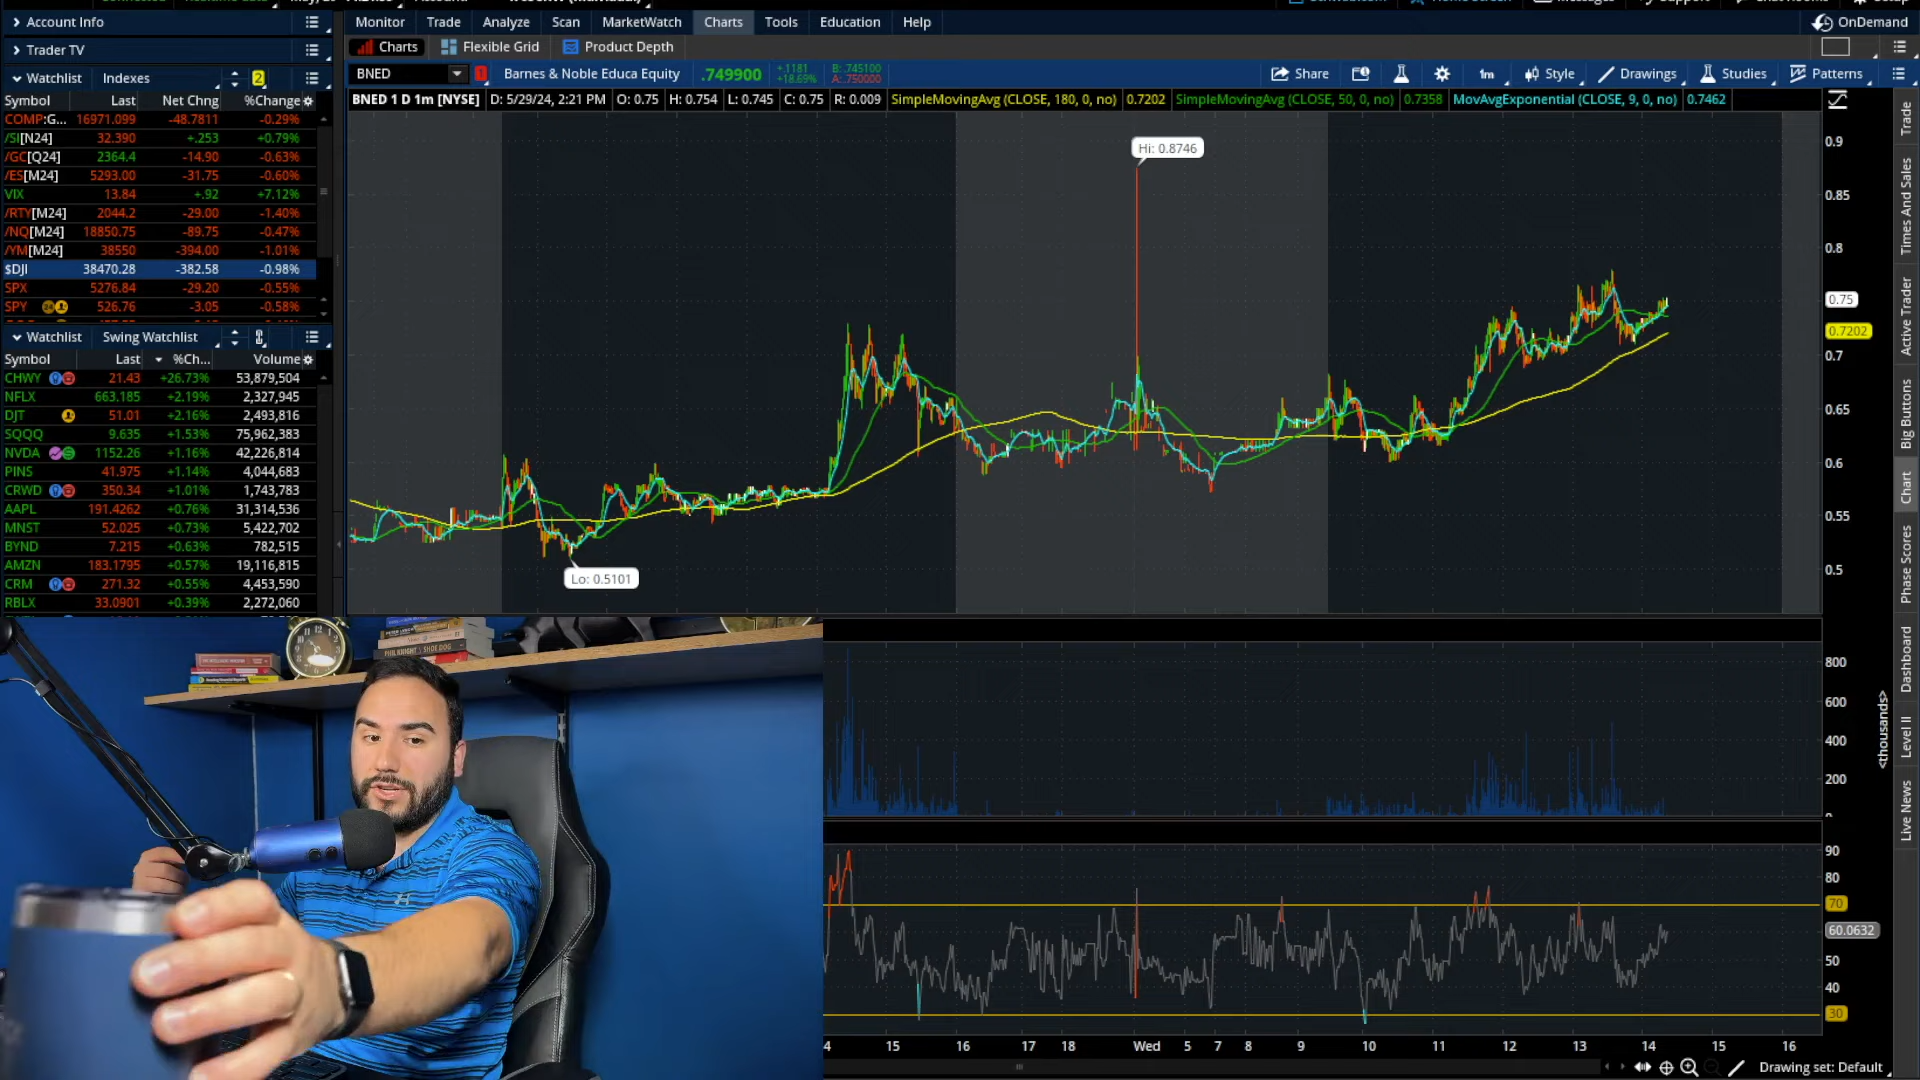 Account Info
Trader TV
Watchlist Indexes 2
Symbol Last Net Chng %Change
COMP:G... 16971.099 -48.7811 -0.29%
/SI[N24] 32.390 +.253 +0.79%
/GC[Q24] 2364.4 -14.90 -0.63%
/ES[M24] 5293.00 -31.75 -0.60%
VIX 13.84 +.92 +7.12%
/RTY[M24] 2044.2 -29.00 -1.40%
/NQ[M24] 18850.75 -89.75 -0.47%
/YM[M24] 38550 -394.00 -1.01%
$DJI 38470.28 -382.58 -0.98%
SPX 5276.84 -29.20 -0.55%
SPY 526.76 -3.05 -0.58%
Watchlist Swing Watchlist
Symbol Last %Ch... Volume
CHWY 21.43 +26.73% 53,879,504
NFLX 663.185 +2.19% 2,327,945
DJT 51.01 +2.16% 2,493,816
SQQQ 9.635 +1.53% 75,962,383
NVDA 1152.26 +1.16% 42,226,814
PINS 41.975 +1.14% 4,044,683
CRWD 350.34 +1.01% 1,743,783
AAPL 191.4262 +0.76% 31,314,536
MNST 52.025 +0.73% 5,422,702
BYND 7.215 +0.63% 782,515
AMZN 183.1795 +0.57% 19,116,815
CRM 271.32 +0.55% 4,453,590
RBLX 33.0901 +0.39% 2,272,060
Monitor Trade Analyze Scan MarketWatch Charts Tools Education Help
OnDemand
Charts Flexible Grid Product Depth
BNED 1 Barnes & Noble Educa Equity .749900 +.1181 +18.69% B: .745100 A: .750000
Share 1m Style Drawings Studies Patterns
BNED 1 D 1m [NYSE] D: 5/29/24, 2:21 PM O: 0.75 H: 0.754 L: 0.745 C: 0.75 R: 0.009 SimpleMovingAvg (CLOSE, 180, 0, no) 0.7202 SimpleMovingAvg (CLOSE, 50, 0, no) 0.7358 MovAvgExponential (CLOSE, 9, 0, no) 0.7462
Hi: 0.8746
Lo: 0.5101
0.9
0.85
0.8
0.75
0.7202
0.7
0.65
0.6
0.55
0.5
800
600
400
200
<thousands>
90
80
70
60.0632
50
40
30
4 15 16 17 18 Wed 5 7 8 9 10 11 12 13 14 15 16
Drawing set: Default
Trade
Times And Sales
Active Trader
Big Buttons
Chart
Phase Scores
Dashboard
Level II
Live News
PHIL KNIGHT SHOE DOG